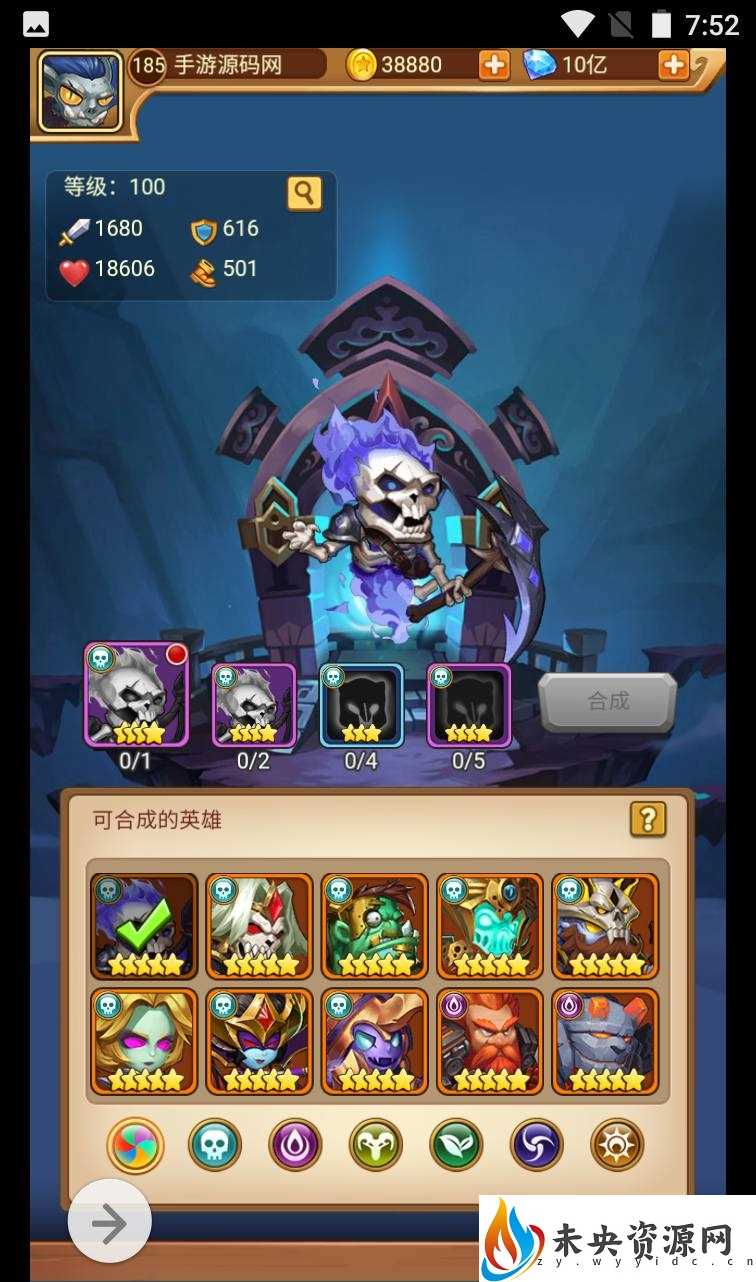 7:52
185 手游源码网 38880 10亿
等级：100
1680 616
18606 501
合成
0/1 0/2 0/4 0/5
可合成的英雄
?
未央资源网
zy.wyyidc.cn